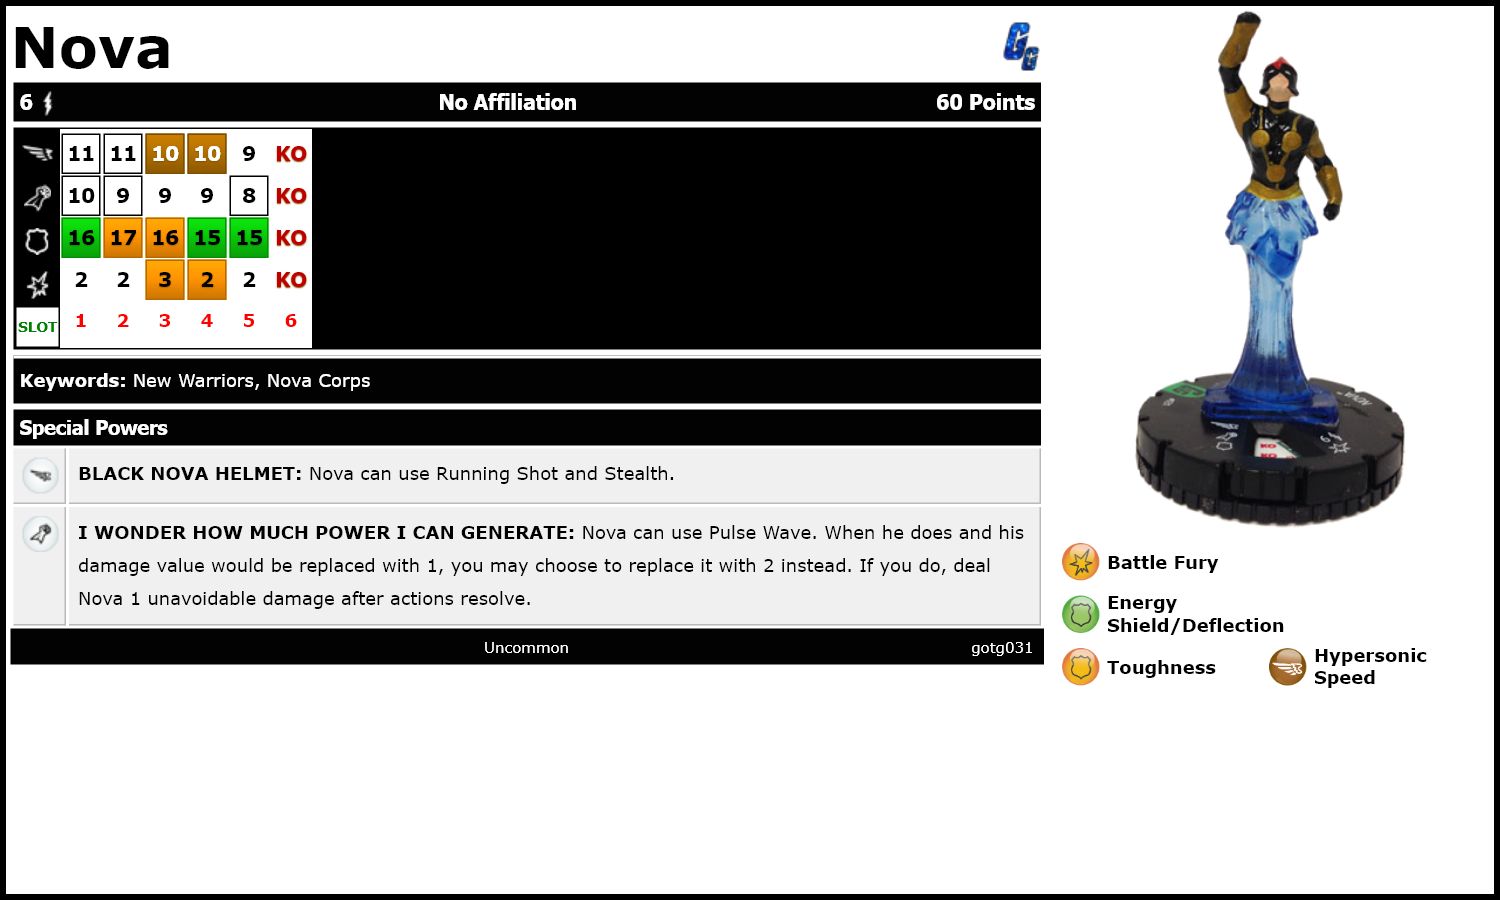 Nova
GG
6 No Affiliation 60 Points
11 11 10 10 9 KO
10 9 9 9 8 KO
16 17 16 15 15 KO
2 2 3 2 2 KO
SLOT 1 2 3 4 5 6
Keywords: New Warriors, Nova Corps
Special Powers
BLACK NOVA HELMET: Nova can use Running Shot and Stealth.
I WONDER HOW MUCH POWER I CAN GENERATE: Nova can use Pulse Wave. When he does and his
damage value would be replaced with 1, you may choose to replace it with 2 instead. If you do, deal
Nova 1 unavoidable damage after actions resolve.
Uncommon gotg031
NOVA
6
KO
KO
Battle Fury
Energy
Shield/Deflection
Toughness
Hypersonic
Speed